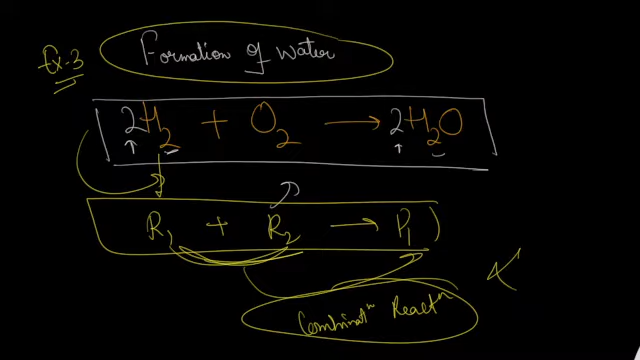 Ex-3
Formation of Water
2H₂ + O₂ → 2H₂O
R₁ + R₂ → P₁
Combinatⁿ Reactⁿ